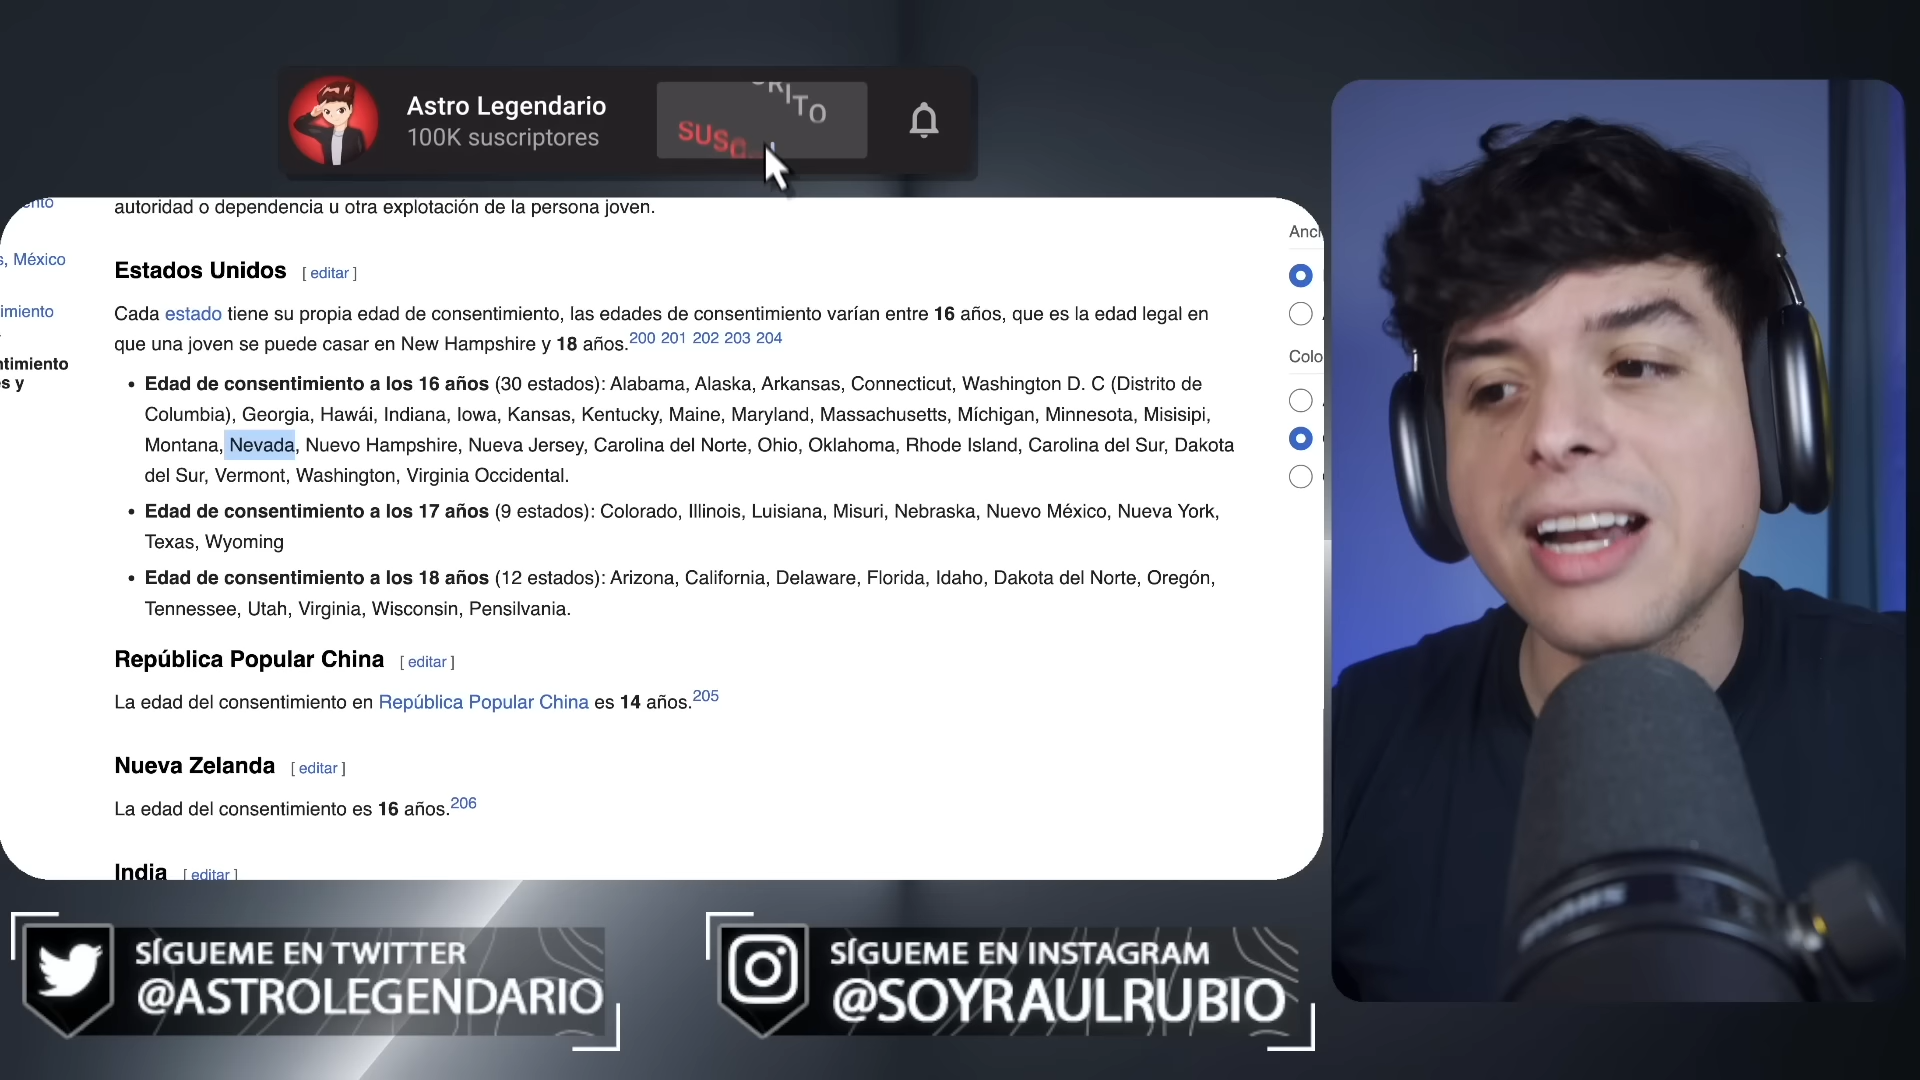 Astro Legendario
100K suscriptores
autoridad o dependencia u otra explotación de la persona joven.
s, México
imiento
ntimiento
s y
Estados Unidos [ editar ]
Cada estado tiene su propia edad de consentimiento, las edades de consentimiento varían entre 16 años, que es la edad legal en
que una joven se puede casar en New Hampshire y 18 años.200 201 202 203 204
• Edad de consentimiento a los 16 años (30 estados): Alabama, Alaska, Arkansas, Connecticut, Washington D. C (Distrito de
Columbia), Georgia, Hawái, Indiana, Iowa, Kansas, Kentucky, Maine, Maryland, Massachusetts, Míchigan, Minnesota, Misisipi,
Montana, Nevada, Nuevo Hampshire, Nueva Jersey, Carolina del Norte, Ohio, Oklahoma, Rhode Island, Carolina del Sur, Dakota
del Sur, Vermont, Washington, Virginia Occidental.
• Edad de consentimiento a los 17 años (9 estados): Colorado, Illinois, Luisiana, Misuri, Nebraska, Nuevo México, Nueva York,
Texas, Wyoming
• Edad de consentimiento a los 18 años (12 estados): Arizona, California, Delaware, Florida, Idaho, Dakota del Norte, Oregón,
Tennessee, Utah, Virginia, Wisconsin, Pensilvania.
República Popular China [ editar ]
La edad del consentimiento en República Popular China es 14 años.205
Nueva Zelanda [ editar ]
La edad del consentimiento es 16 años.206
India [ editar ]
Anc
Colo
SÍGUEME EN TWITTER
@ASTROLEGENDARIO
SÍGUEME EN INSTAGRAM
@SOYRAULRUBIO